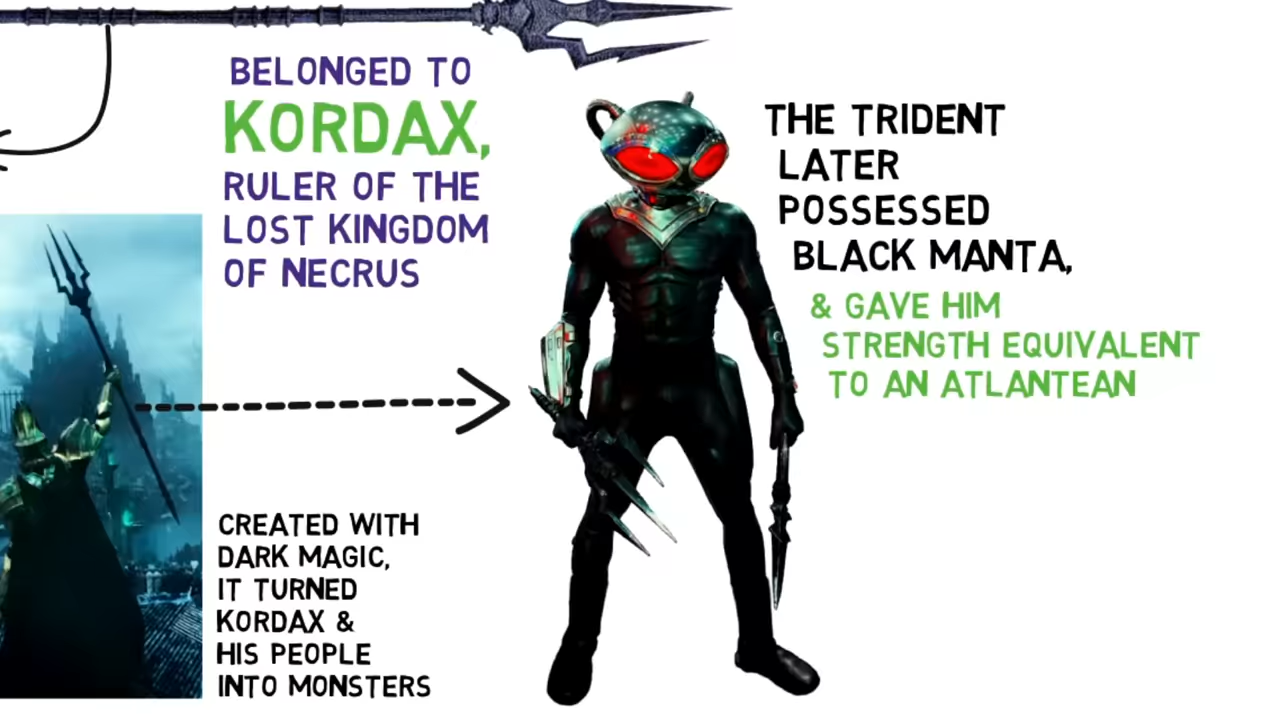 BELONGED TO
KORDAX,
RULER OF THE
LOST KINGDOM
OF NECRUS
CREATED WITH
DARK MAGIC,
IT TURNED
KORDAX &
HIS PEOPLE
INTO MONSTERS
THE TRIDENT
LATER
POSSESSED
BLACK MANTA,
& GAVE HIM
STRENGTH EQUIVALENT
TO AN ATLANTEAN